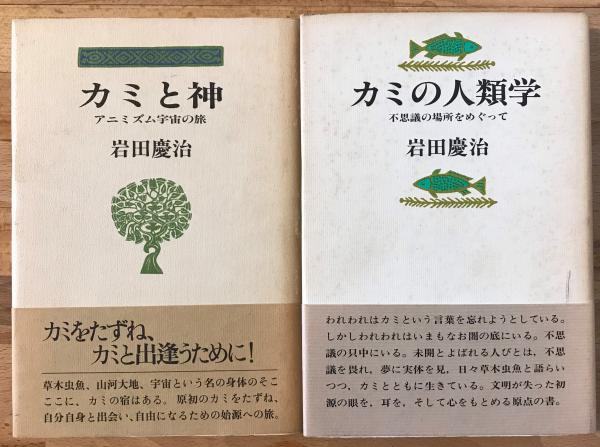 カミと神
アニミズム宇宙の旅
岩田慶治
カミをたずね、
カミと出逢うために!
草木虫魚、山河大地、宇宙という名の身体のそこ
ここに、カミの宿はある。原初のカミをたずね、
自分自身と出会い、自由になるための始源への旅。
カミの人類学
不思議の場所をめぐって
岩田慶治
われわれはカミという言葉を忘れようとしている。
しかしわれわれはいまもなお闇の底にいる。不思
議の只中にいる。未開とよばれる人びとは、不思
議を畏れ、夢に実体を見、日々草木虫魚と語らい
つつ、カミとともに生きている。文明が失った初
源の眼を、耳を、そして心をもとめる原点の書。